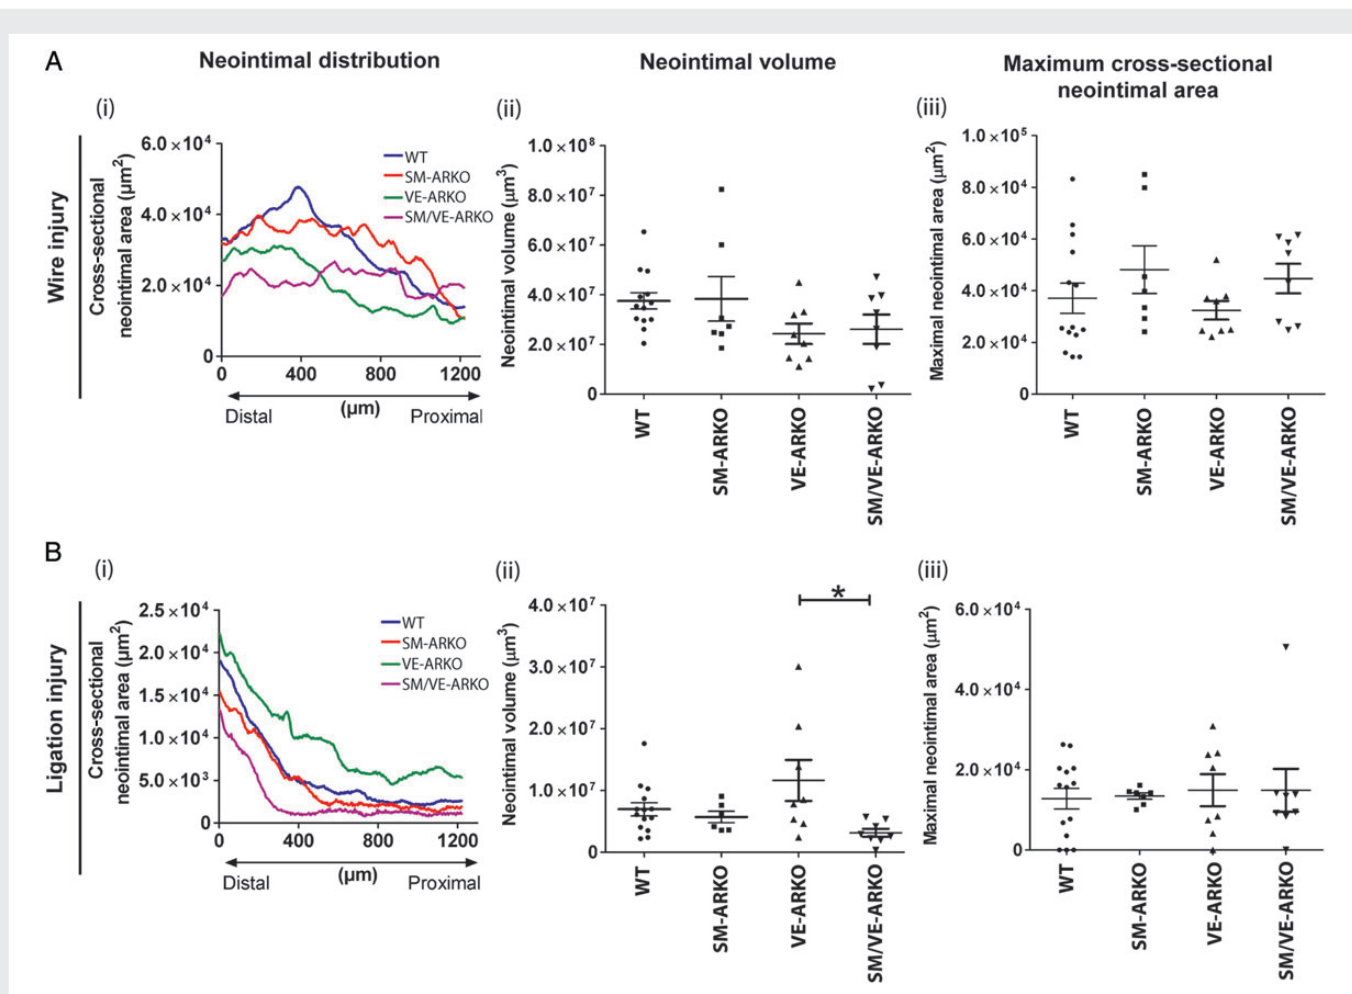 A
Neointimal distribution
Neointimal volume
Maximum cross-sectional
neointimal area
(i)
(ii)
(iii)
Wire injury
Cross-sectional
neointimal area (µm²)
6.0×10⁴
4.0×10⁴
2.0×10⁴
0
WT
SM-ARKO
VE-ARKO
SM/VE-ARKO
0 400 800 1200
Distal (µm) Proximal
Neointimal volume (µm³)
1.0×10⁸
8.0×10⁷
6.0×10⁷
4.0×10⁷
2.0×10⁷
0
WT
SM-ARKO
VE-ARKO
SM/VE-ARKO
Maximal neointimal area (µm²)
1.0×10⁵
8.0×10⁴
6.0×10⁴
4.0×10⁴
2.0×10⁴
0
WT
SM-ARKO
VE-ARKO
SM/VE-ARKO
B
(i)
(ii)
(iii)
Ligation injury
Cross-sectional
neointimal area (µm²)
2.5×10⁴
2.0×10⁴
1.5×10⁴
1.0×10⁴
5.0×10³
0
WT
SM-ARKO
VE-ARKO
SM/VE-ARKO
0 400 800 1200
Distal (µm) Proximal
Neointimal volume (µm³)
4.0×10⁷
3.0×10⁷
2.0×10⁷
1.0×10⁷
0
*
WT
SM-ARKO
VE-ARKO
SM/VE-ARKO
Maximal neointimal area (µm²)
6.0×10⁴
4.0×10⁴
2.0×10⁴
0
WT
SM-ARKO
VE-ARKO
SM/VE-ARKO